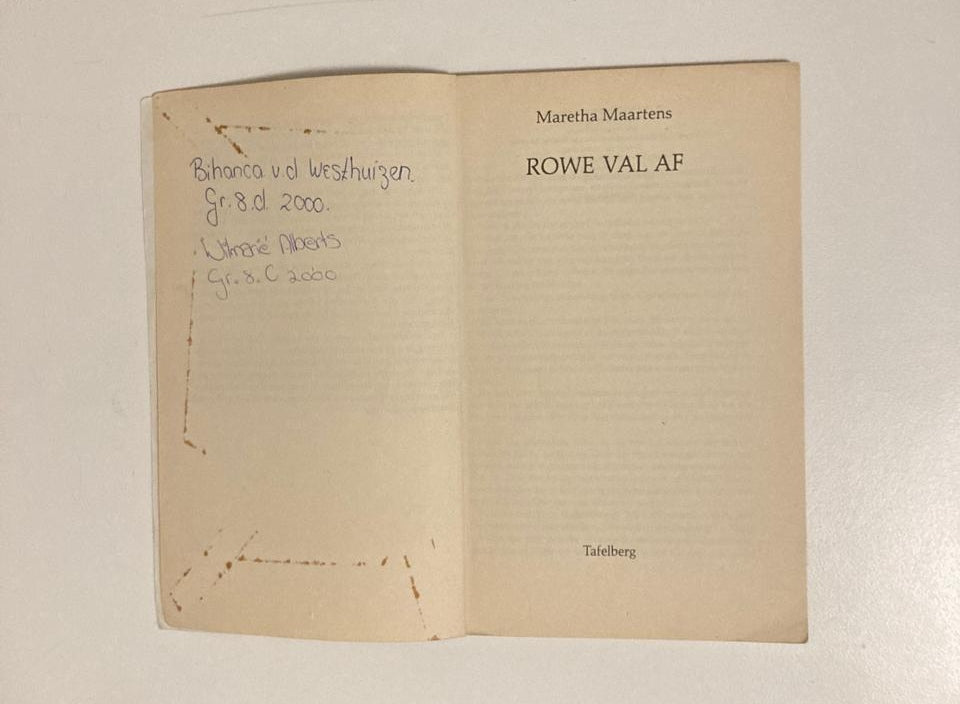 Bihanca v.d Westhuizen.
Gr. 8.d. 2000.
Wilmarié Alberts
Gr. 8. C 2000
Maretha Maartens
ROWE VAL AF
Tafelberg